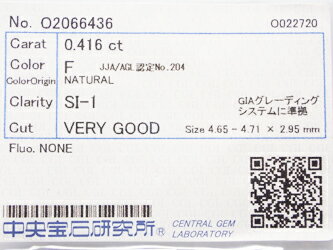 No. O2066436 O022720
Carat 0.416 ct
Color F JJA/AGL認定No.204
ColorOrigin NATURAL
Clarity SI-1 GIAグレーディング
システムに準拠
Cut VERY GOOD Size 4.65 - 4.71 × 2.95 mm
Fluo. NONE
中央宝石研究所® CENTRAL GEM
LABORATORY